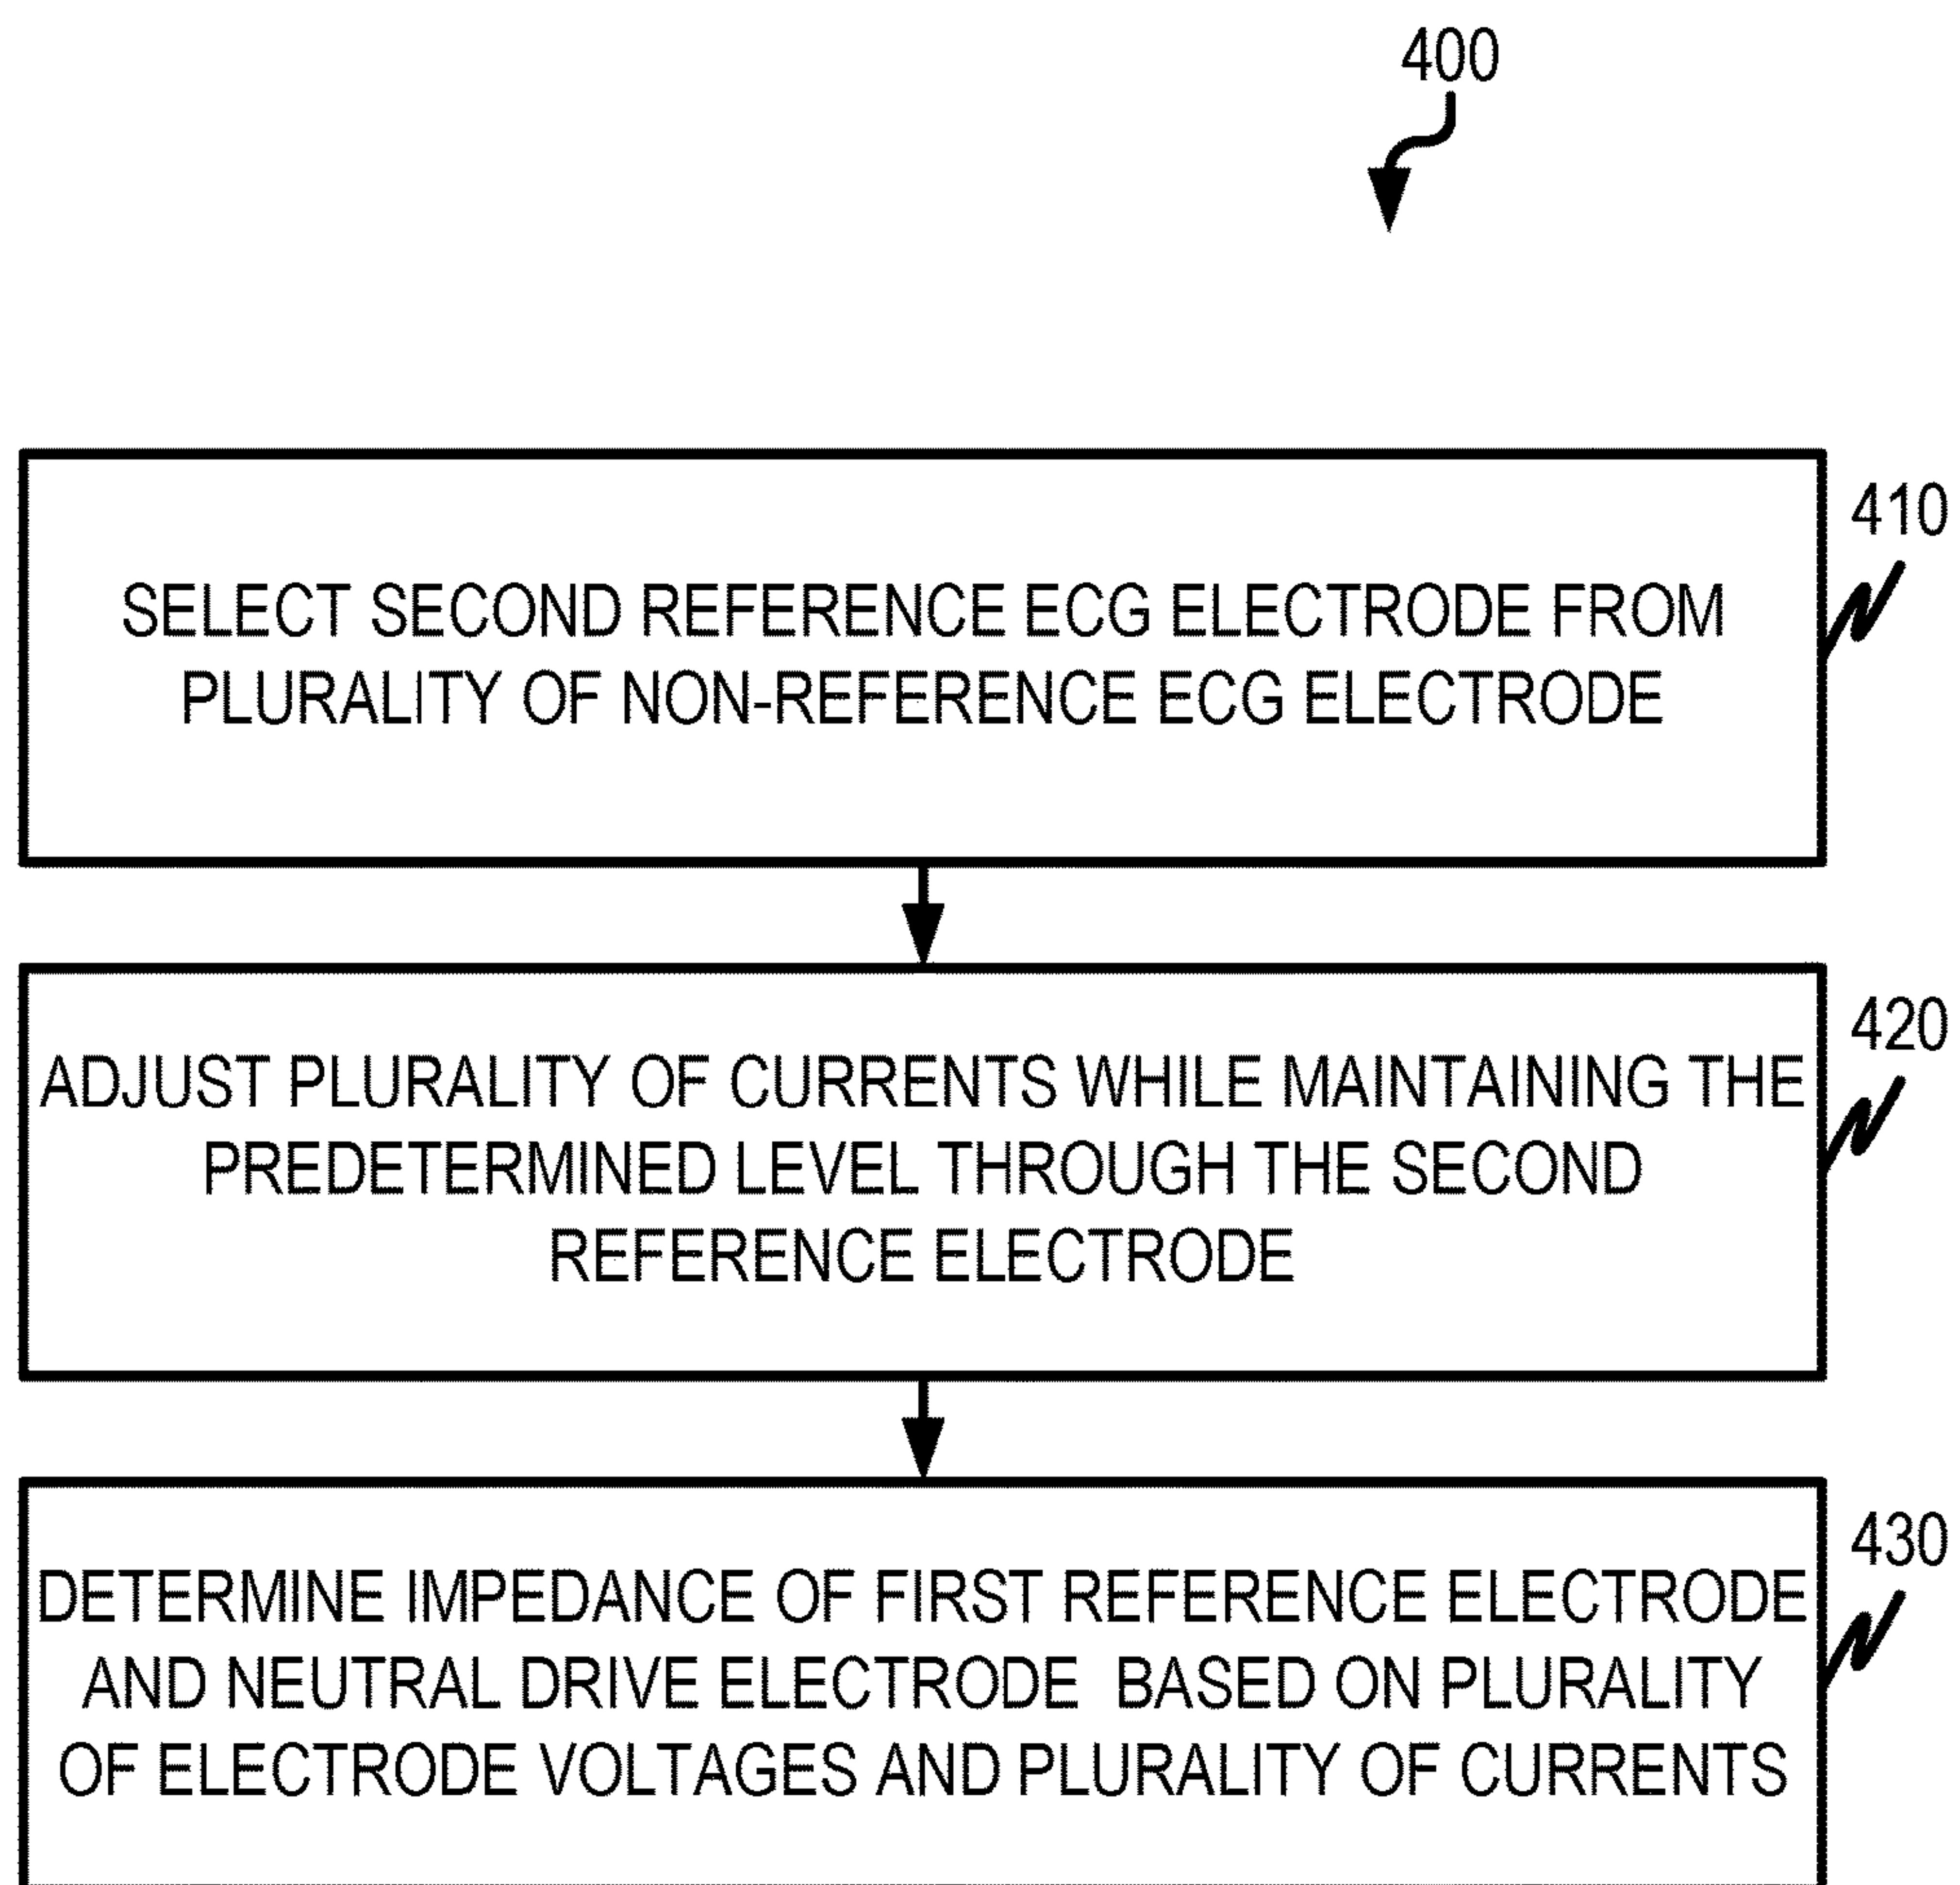 400
410
SELECT SECOND REFERENCE ECG ELECTRODE FROM
PLURALITY OF NON-REFERENCE ECG ELECTRODE
420
ADJUST PLURALITY OF CURRENTS WHILE MAINTAINING THE
PREDETERMINED LEVEL THROUGH THE SECOND
REFERENCE ELECTRODE
430
DETERMINE IMPEDANCE OF FIRST REFERENCE ELECTRODE
AND NEUTRAL DRIVE ELECTRODE BASED ON PLURALITY
OF ELECTRODE VOLTAGES AND PLURALITY OF CURRENTS